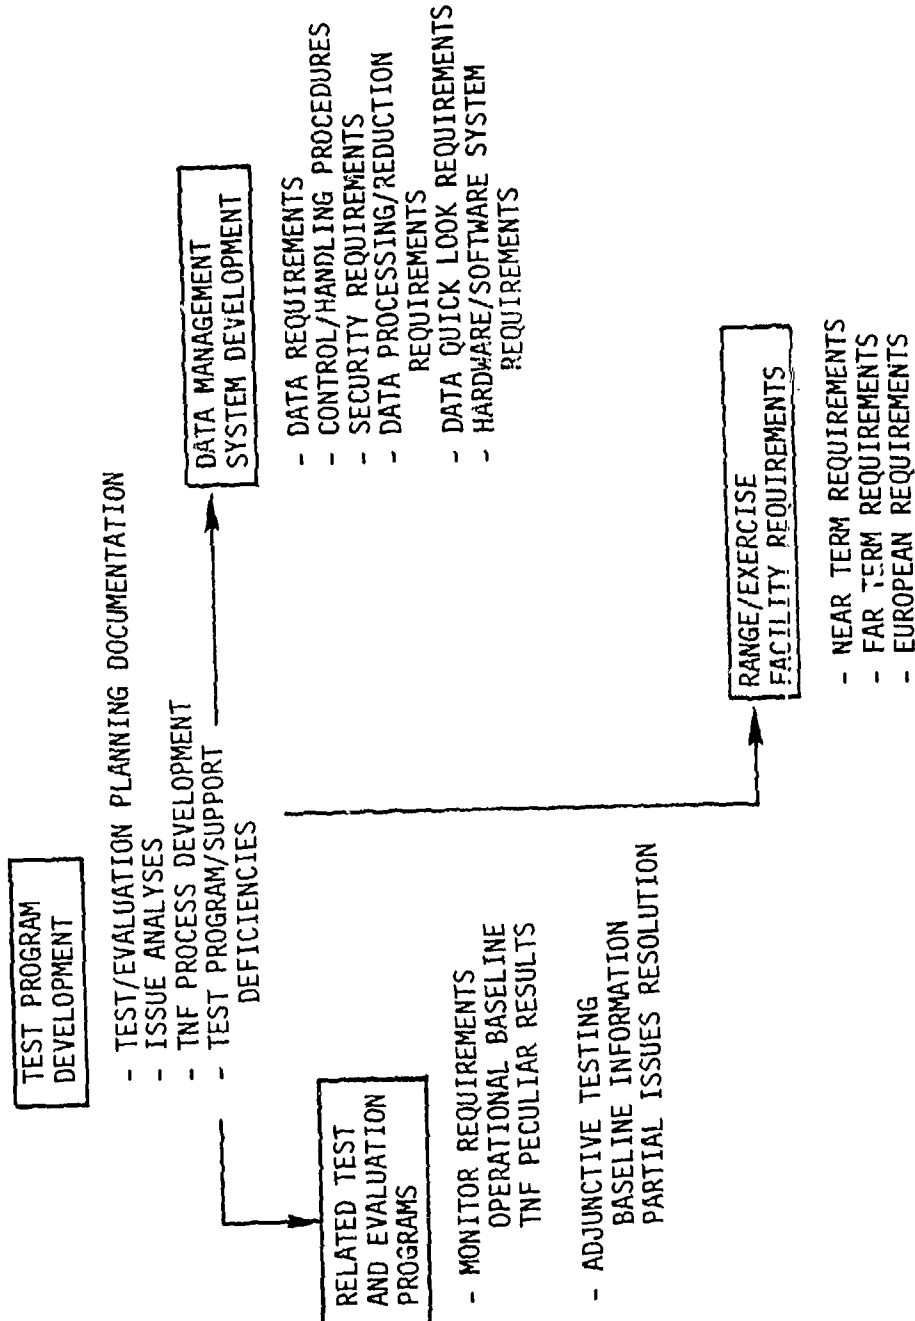 TEST PROGRAM
DEVELOPMENT
- TEST/EVALUATION PLANNING DOCUMENTATION
- ISSUE ANALYSES
- TNF PROCESS DEVELOPMENT
- TEST PROGRAM/SUPPORT
DEFICIENCIES
RELATED TEST
AND EVALUATION
PROGRAMS
- MONITOR REQUIREMENTS
OPERATIONAL BASELINE
TNF PECULIAR RESULTS
- ADJUNCTIVE TESTING
BASELINE INFORMATION
PARTIAL ISSUES RESOLUTION
DATA MANAGEMENT
SYSTEM DEVELOPMENT
- DATA REQUIREMENTS
- CONTROL/HANDLING PROCEDURES
- SECURITY REQUIREMENTS
- DATA PROCESSING/REDUCTION
REQUIREMENTS
- DATA QUICK LOOK REQUIREMENTS
- HARDWARE/SOFTWARE SYSTEM
REQUIREMENTS
RANGE/EXERCISE
FACILITY REQUIREMENTS
- NEAR TERM REQUIREMENTS
- FAR TERM REQUIREMENTS
- EUROPEAN REQUIREMENTS